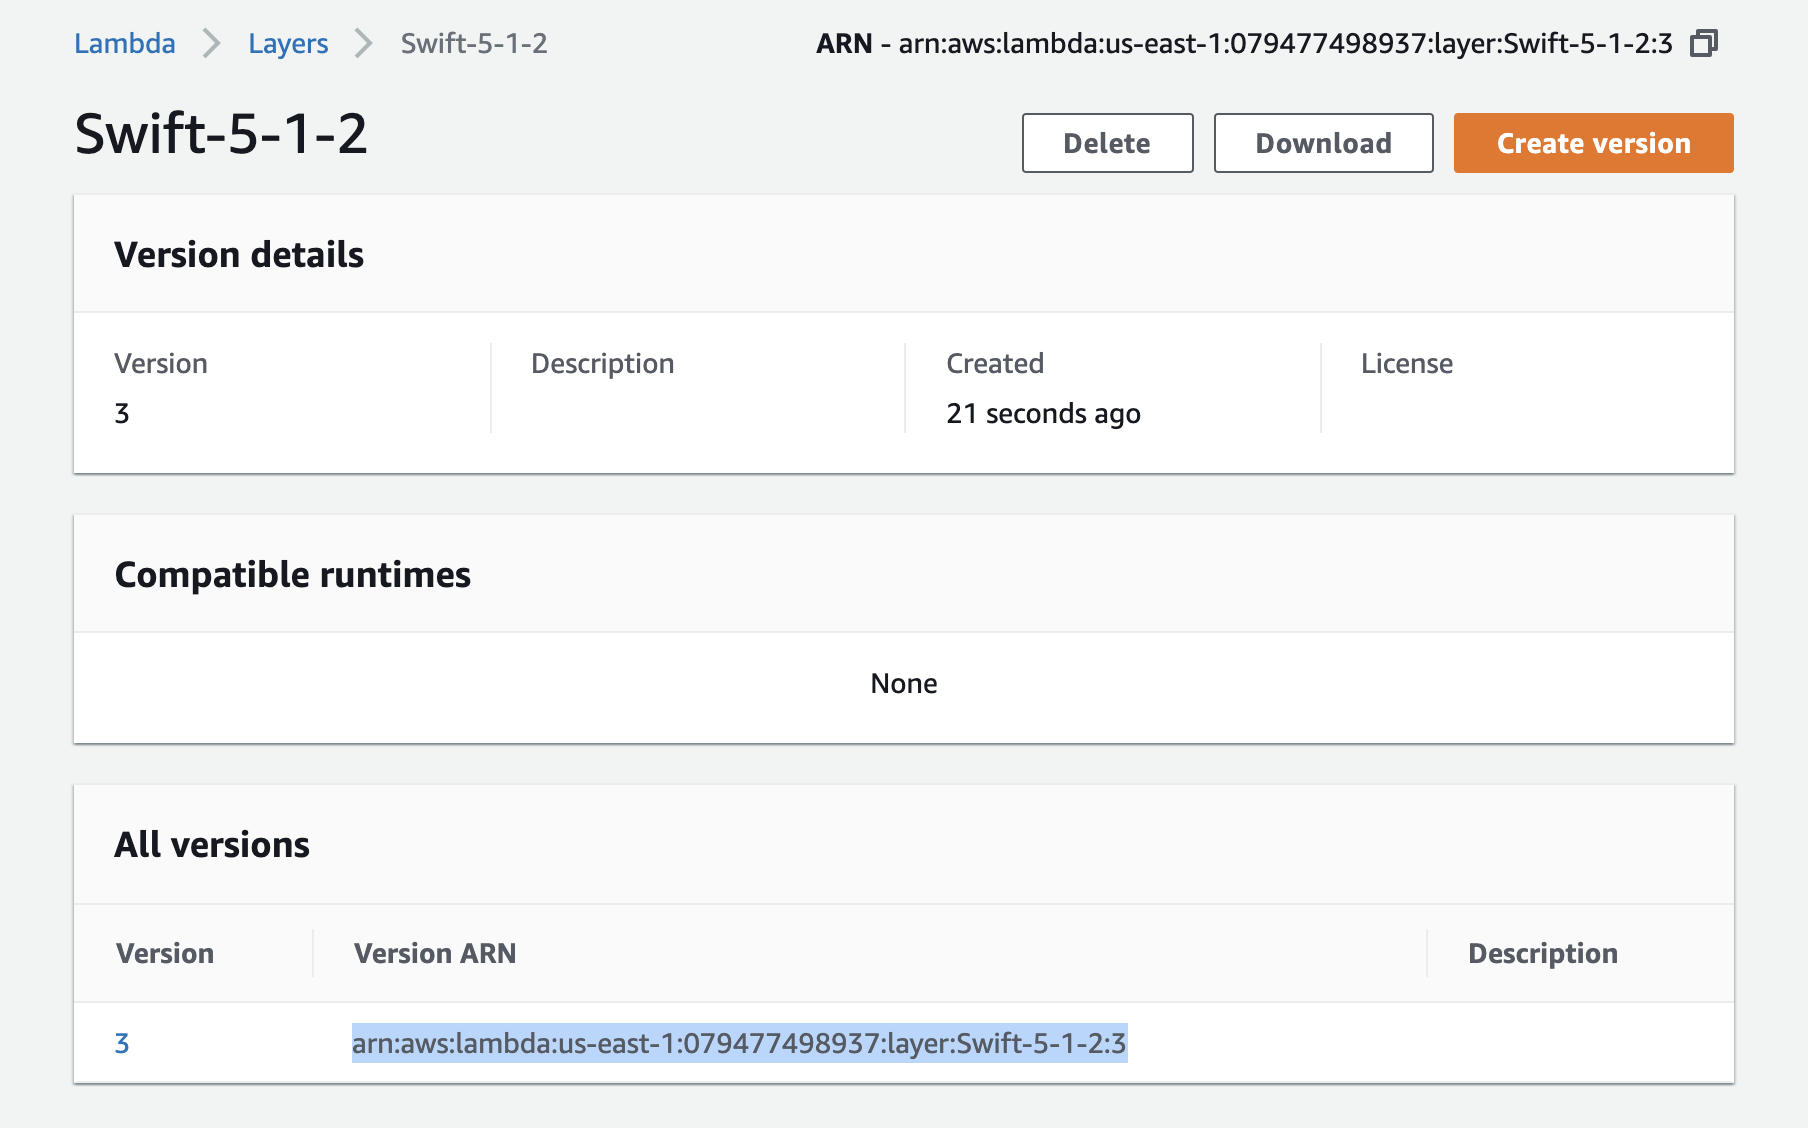 Lambda Layers Swift-5-1-2 ARN - arn:aws:lambda:us-east-1:079477498937:layer:Swift-5-1-2:3
Swift-5-1-2 Delete Download Create version
Version details
Version Description Created License
3 21 seconds ago
Compatible runtimes
None
All versions
Version Version ARN Description
3 arn:aws:lambda:us-east-1:079477498937:layer:Swift-5-1-2:3